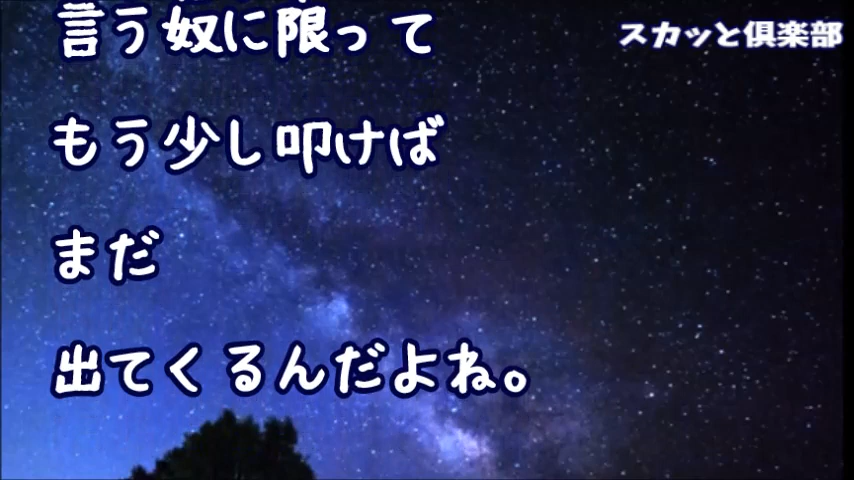 スカッと倶楽部
言う奴に限って
もう少し叩けば
まだ
出てくるんだよね。